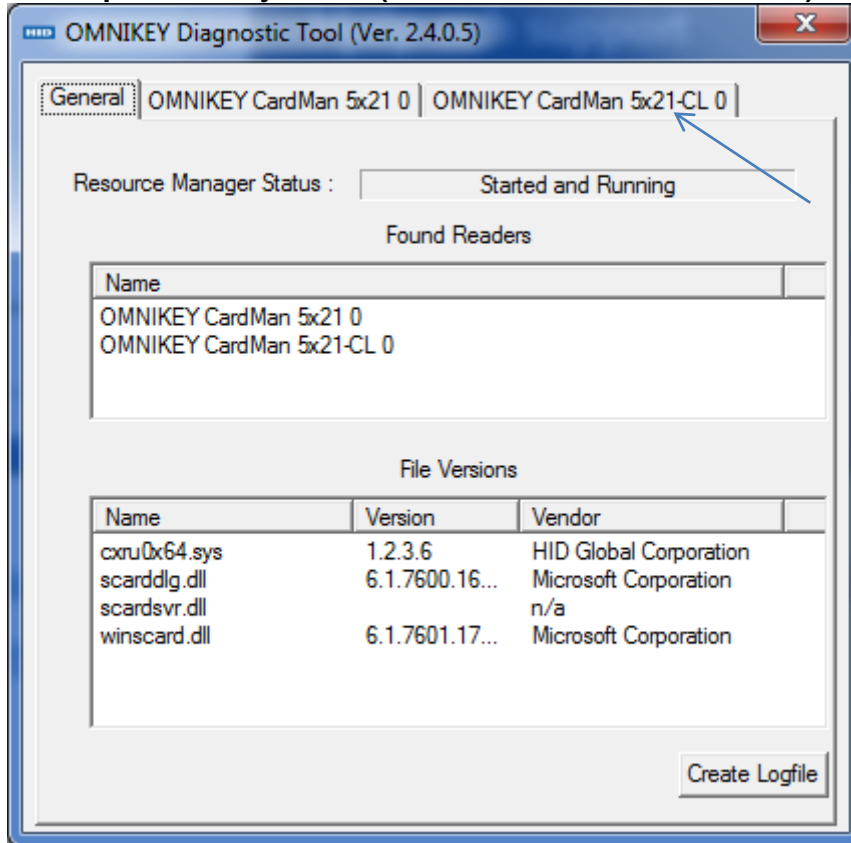 HID OMNIKEY Diagnostic Tool (Ver. 2.4.0.5)
General OMNIKEY CardMan 5x21 0 OMNIKEY CardMan 5x21-CL 0
Resource Manager Status : Started and Running
Found Readers
Name
OMNIKEY CardMan 5x21 0
OMNIKEY CardMan 5x21-CL 0
File Versions
Name Version Vendor
cxru0x64.sys 1.2.3.6 HID Global Corporation
scarddlg.dll 6.1.7600.16... Microsoft Corporation
scardsvr.dll n/a
winscard.dll 6.1.7601.17... Microsoft Corporation
Create Logfile